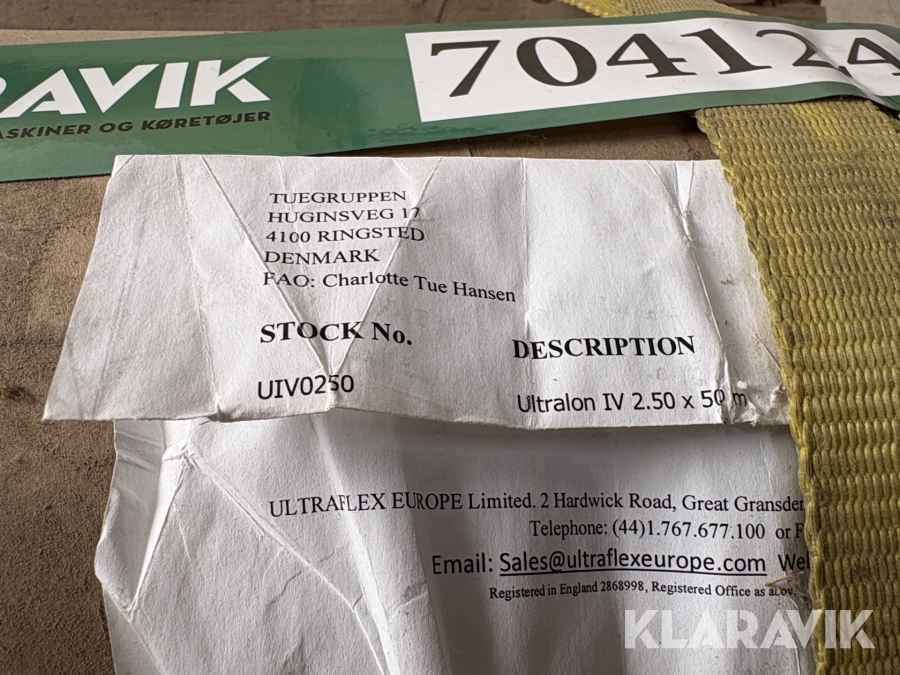 RAVIK
ASKINER OG KØRETØJER
704124
TUEGRUPPEN
HUGINSVEG 17
4100 RINGSTED
DENMARK
FAO: Charlotte Tue Hansen
STOCK No.
DESCRIPTION
UIV0250
Ultralon IV 2.50 x 50 m
ULTRAFLEX EUROPE Limited. 2 Hardwick Road, Great Gransden
Telephone: (44)1.767.677.100 or F
Email: Sales@ultraflexeurope.com We
Registered in England 2868998, Registered Office as
KLARAVIK